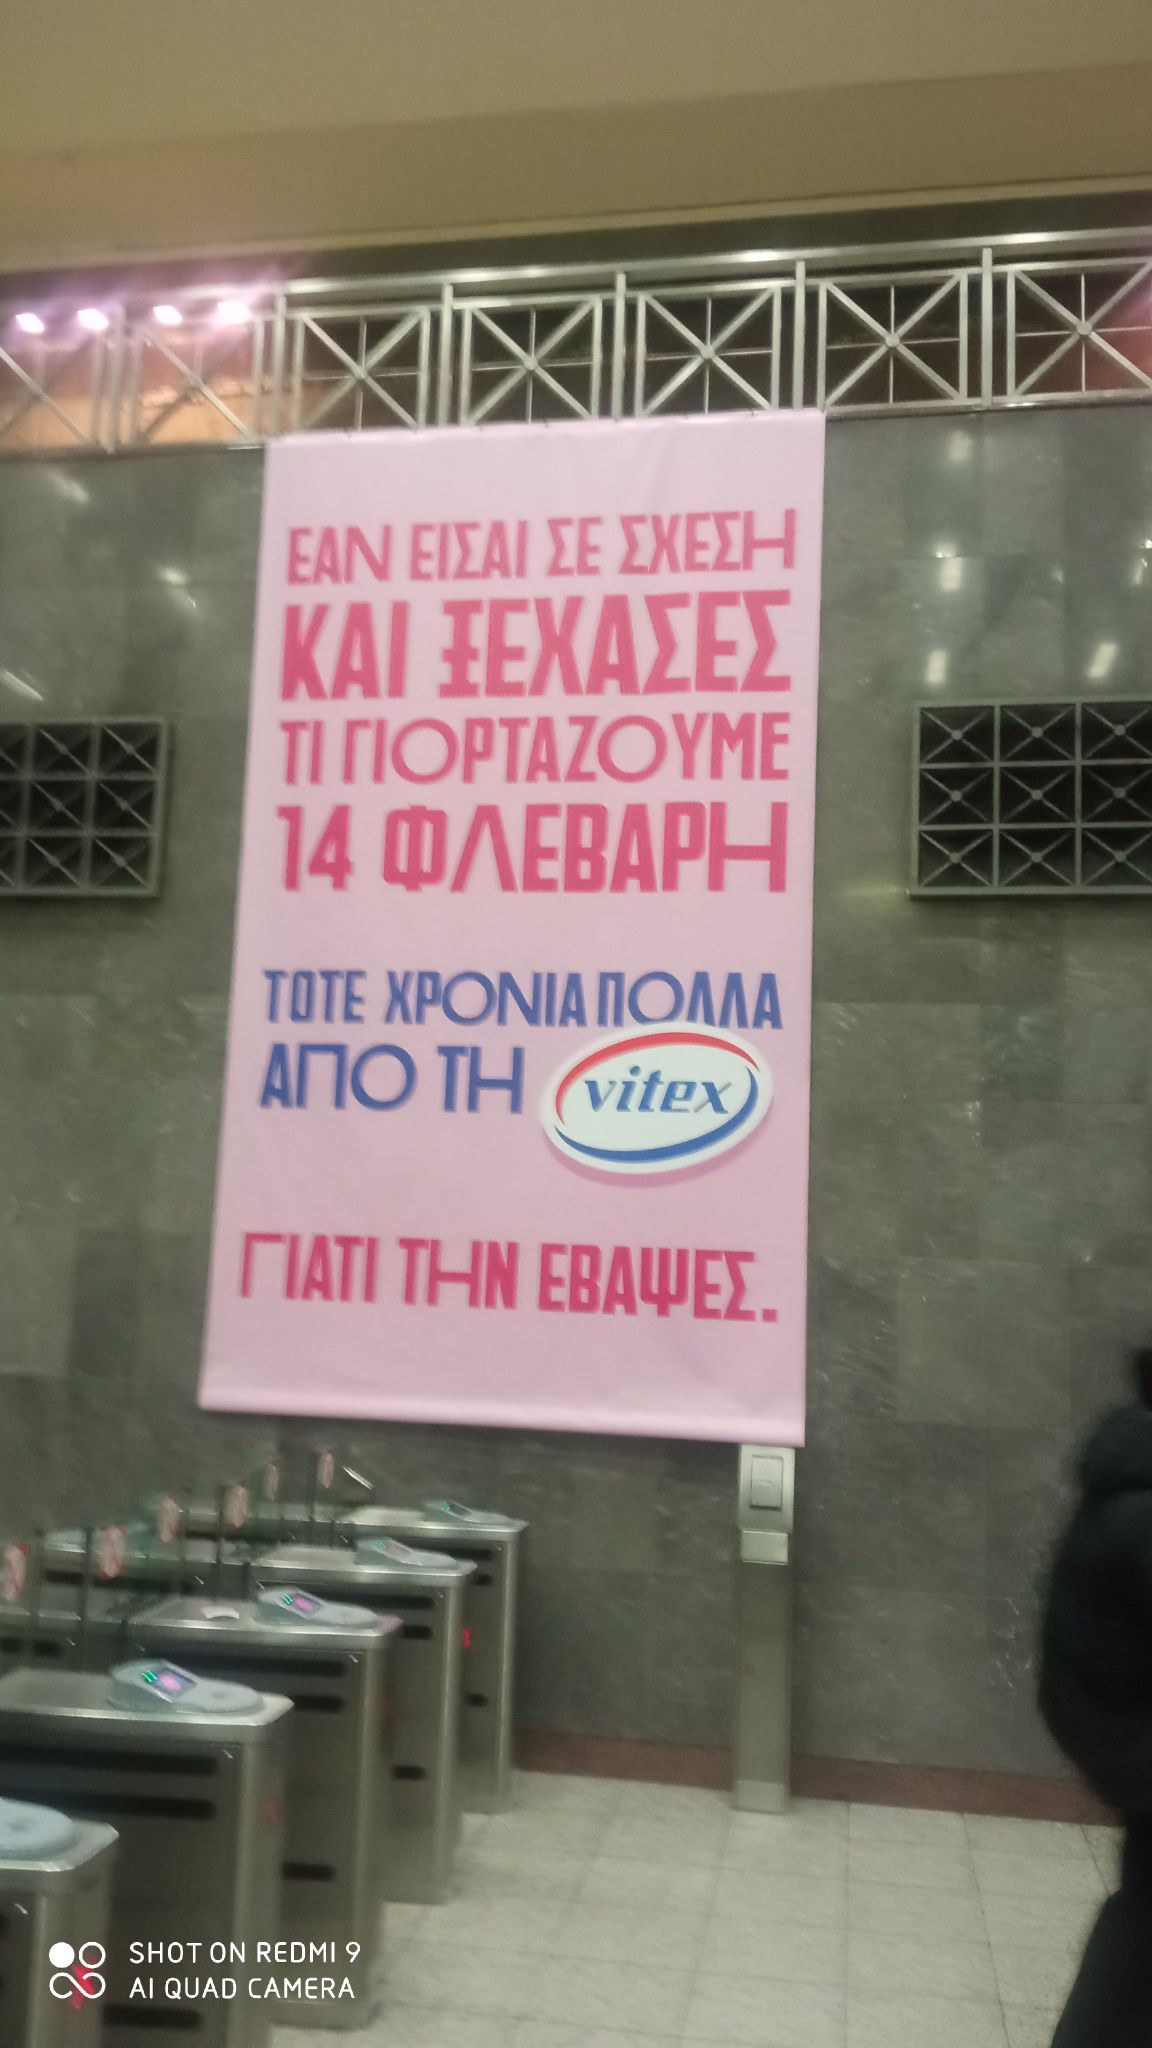 ΕΑΝ ΕΙΣΑΙ ΣΕ ΣΧΕΣΗ
ΚΑΙ ΞΕΧΑΣΕΣ
ΤΙ ΓΙΟΡΤΑΖΟΥΜΕ
14 ΦΛΕΒΑΡΗ
ΤΟΤΕ ΧΡΟΝΙΑ ΠΟΛΛΑ
ΑΠΟ ΤΗ vitex
ΓΙΑΤΙ ΤΗΝ ΕΒΑΨΕΣ.
SHOT ON REDMI 9
AI QUAD CAMERA